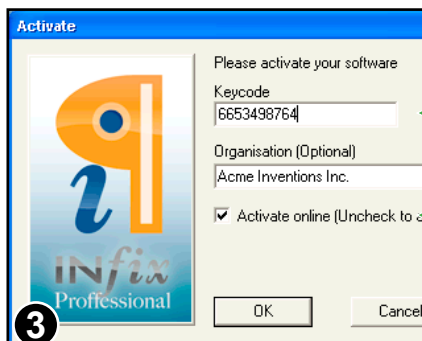 Activate
Please activate your software
Keycode
6653498764
Organisation (Optional)
Acme Inventions Inc.
Activate online (Uncheck to
INfix
Proffessional
OK
Cancel
3